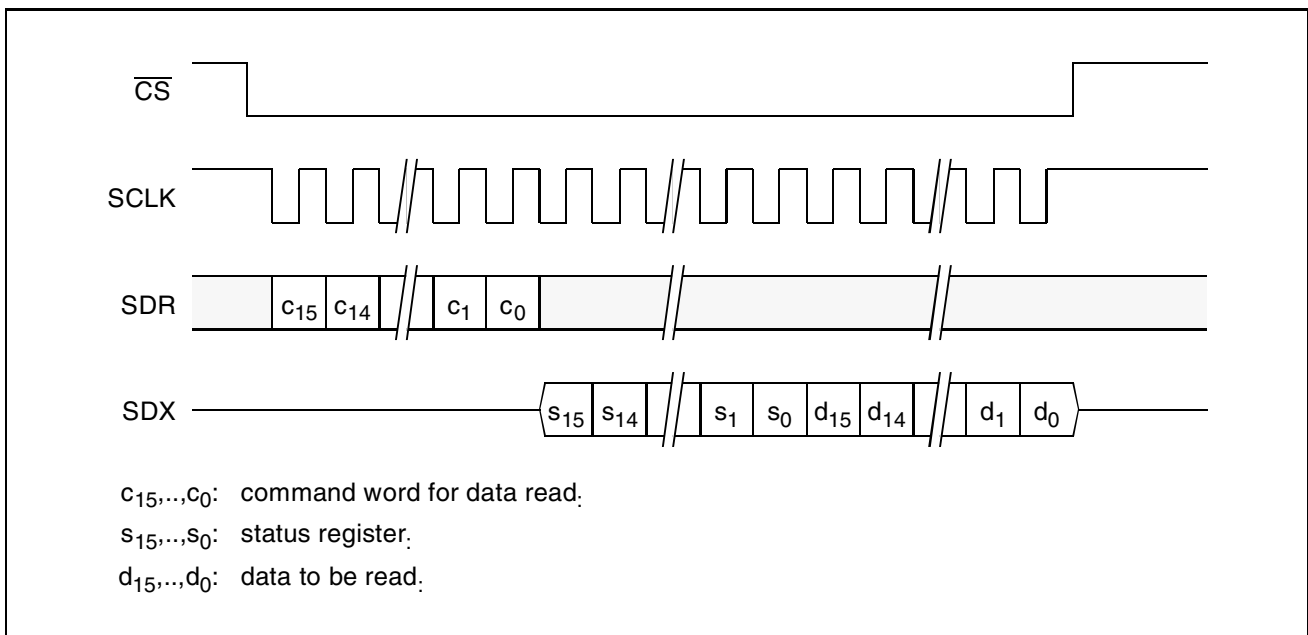 CS
SCLK
SDR c15 c14 c1 c0
SDX s15 s14 s1 s0 d15 d14 d1 d0
c15,..,c0: command word for data read:
s15,..,s0: status register:
d15,..,d0: data to be read: